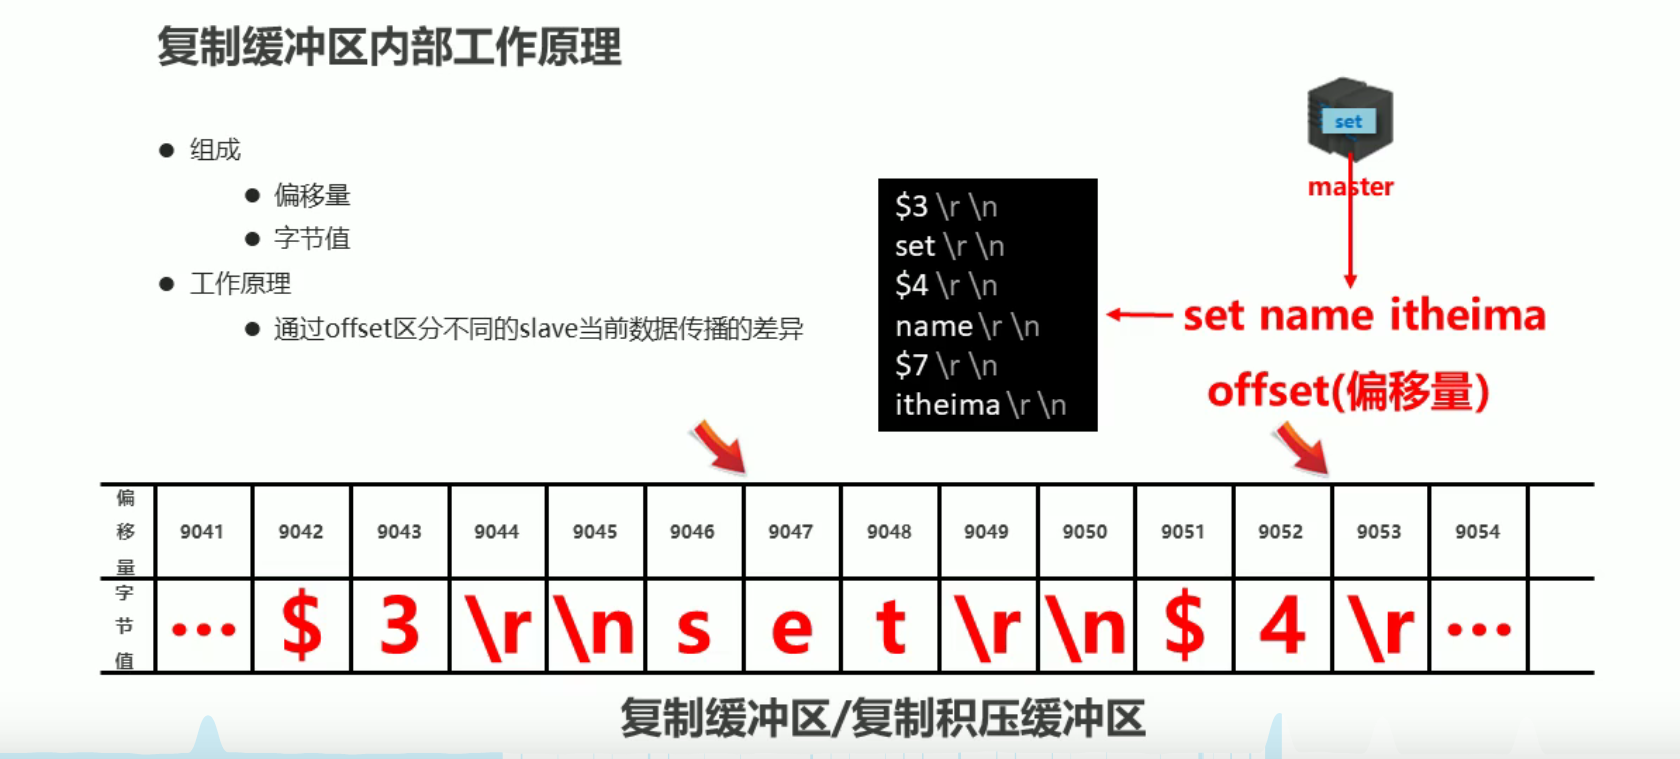 复制缓冲区内部工作原理
● 组成
● 偏移量
● 字节值
● 工作原理
● 通过offset区分不同的slave当前数据传播的差异
set
master
$3 \r \n
set \r \n
$4 \r \n
name \r \n
$7 \r \n
itheima \r \n
set name itheima
offset(偏移量)
偏移量 9041 9042 9043 9044 9045 9046 9047 9048 9049 9050 9051 9052 9053 9054
字节值 … $ 3 \r \n s e t \r \n $ 4 \r …
复制缓冲区/复制积压缓冲区